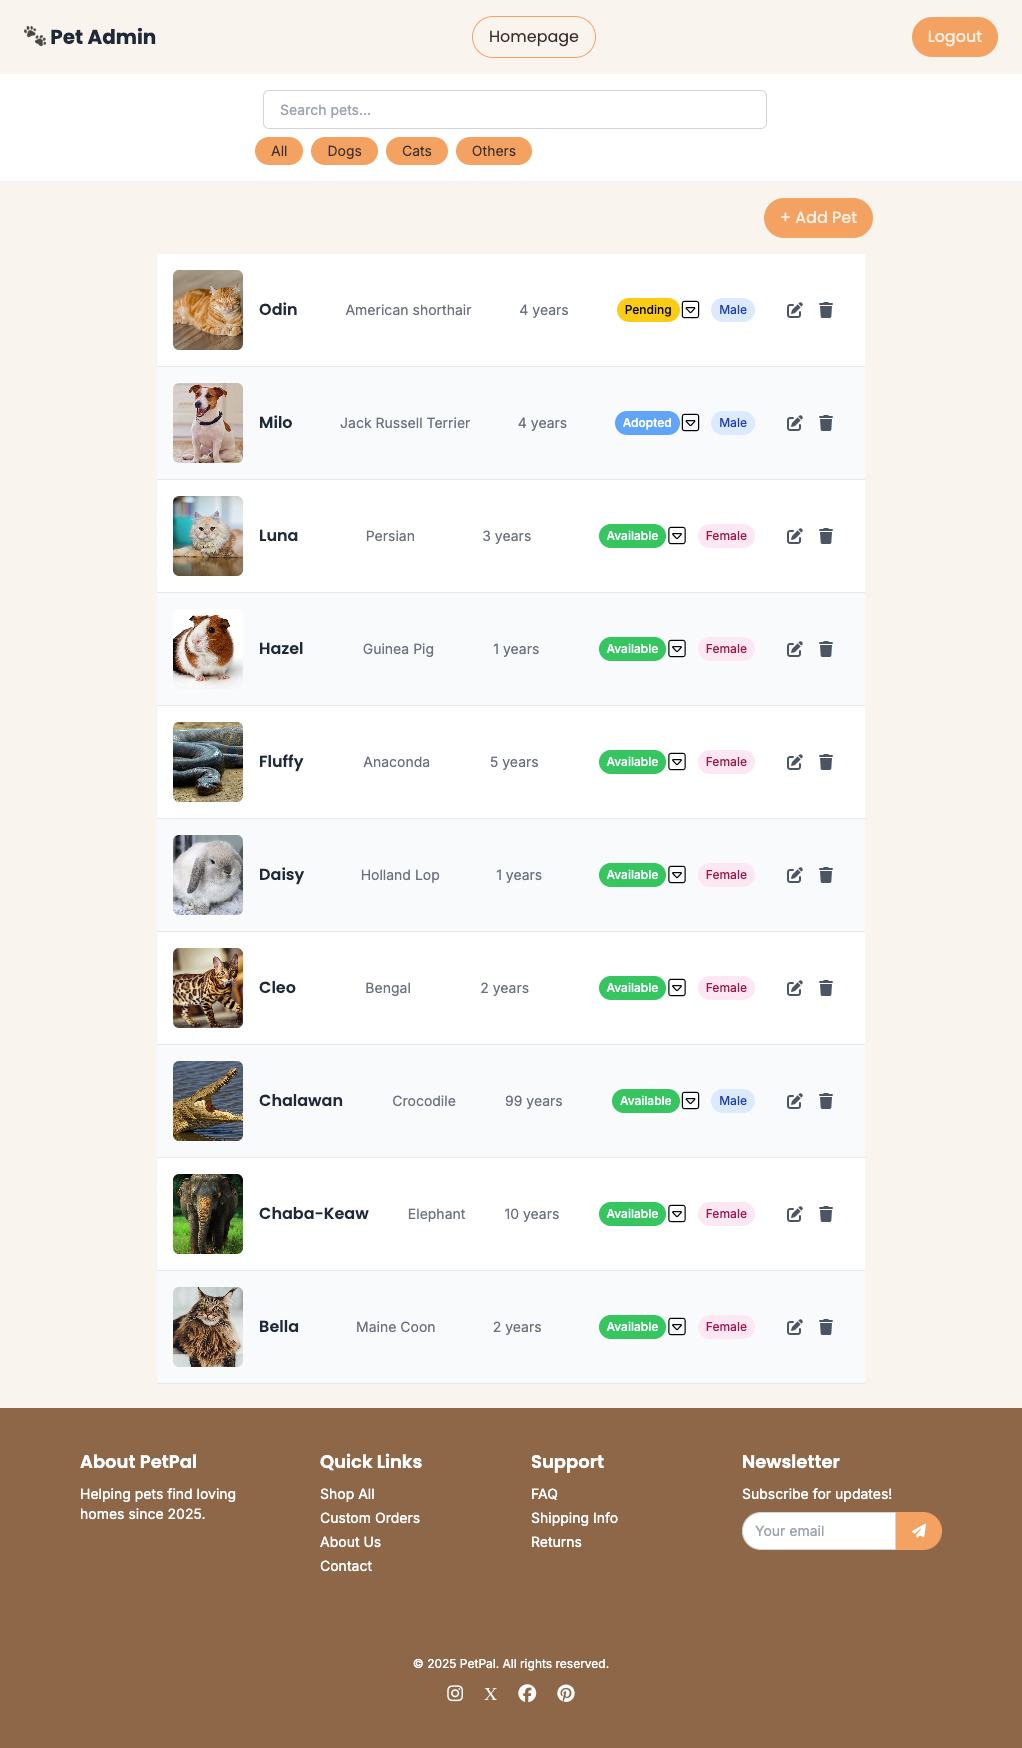 Pet Admin
Homepage
Logout
Search pets...
All Dogs Cats Others
+ Add Pet
Odin American shorthair 4 years Pending Male
Milo Jack Russell Terrier 4 years Adopted Male
Luna Persian 3 years Available Female
Hazel Guinea Pig 1 years Available Female
Fluffy Anaconda 5 years Available Female
Daisy Holland Lop 1 years Available Female
Cleo Bengal 2 years Available Female
Chalawan Crocodile 99 years Available Male
Chaba-Keaw Elephant 10 years Available Female
Bella Maine Coon 2 years Available Female
About PetPal
Helping pets find loving
homes since 2025.
Quick Links
Shop All
Custom Orders
About Us
Contact
Support
FAQ
Shipping Info
Returns
Newsletter
Subscribe for updates!
Your email
© 2025 PetPal. All rights reserved.
X